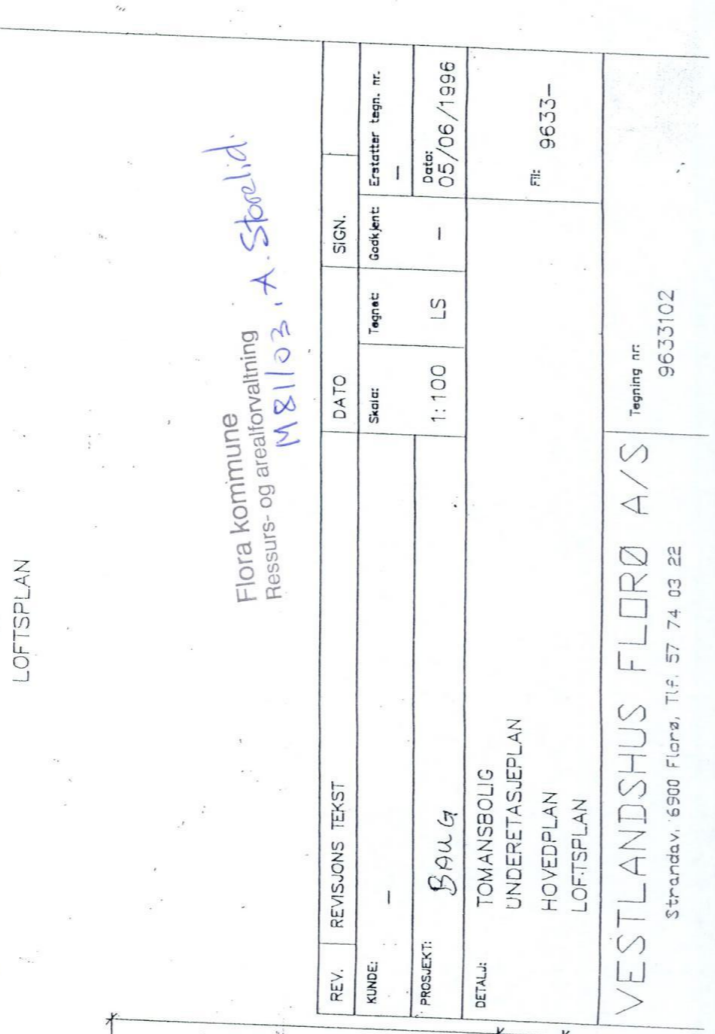 LOFTSPLAN
Flora kommune
Ressurs- og arealforvaltning
M 81/03, A. Storelid.
REV. REVISJONS TEKST DATO SIGN.
KUNDE: – Skala: Tegnet: Godkjent: Erstatter tegn. nr. –
PROSJEKT: BAUG 1:100 LS – Dato: 05/06/1996
DETALJ: TOMANSBOLIG
UNDERETASJEPLAN
HOVEDPLAN
LOFTSPLAN
Fil: 9633-
VESTLANDSHUS FLORØ A/S
Strandav. 6900 Florø, Tlf. 57 74 03 22
Tegning nr:
9633102